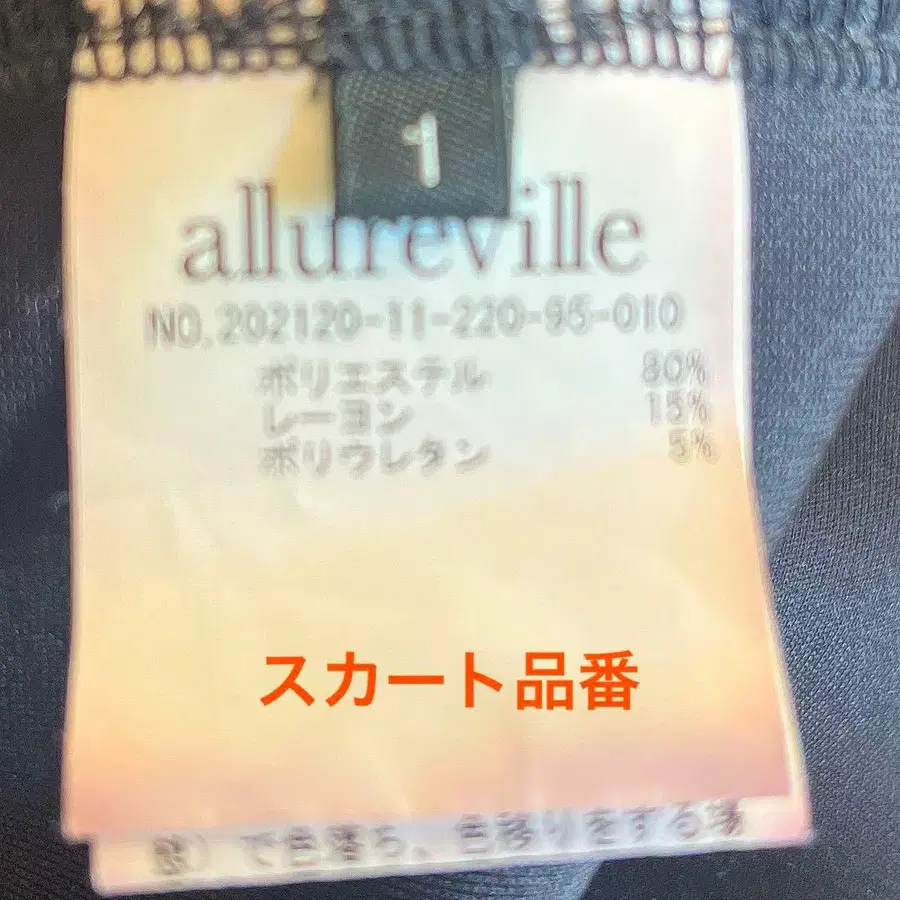 1
allureville
NO.202120-11-220-95-010
ポリエステル 80%
レーヨン 15%
ポリウレタン 5%
スカート品番
で色落ち、色移りをする